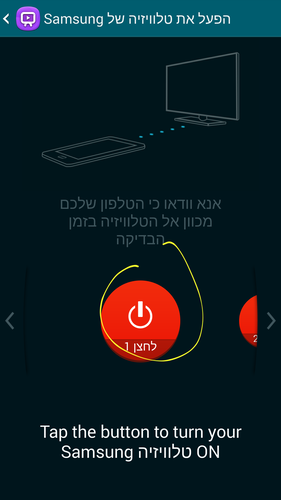 הפעל את טלוויזיה של Samsung
אנא וודאו כי הטלפון שלכם
מכוון אל הטלוויזיה בזמן
הבדיקה
לחצן 1
2
Tap the button to turn your
Samsung טלוויזיה ON